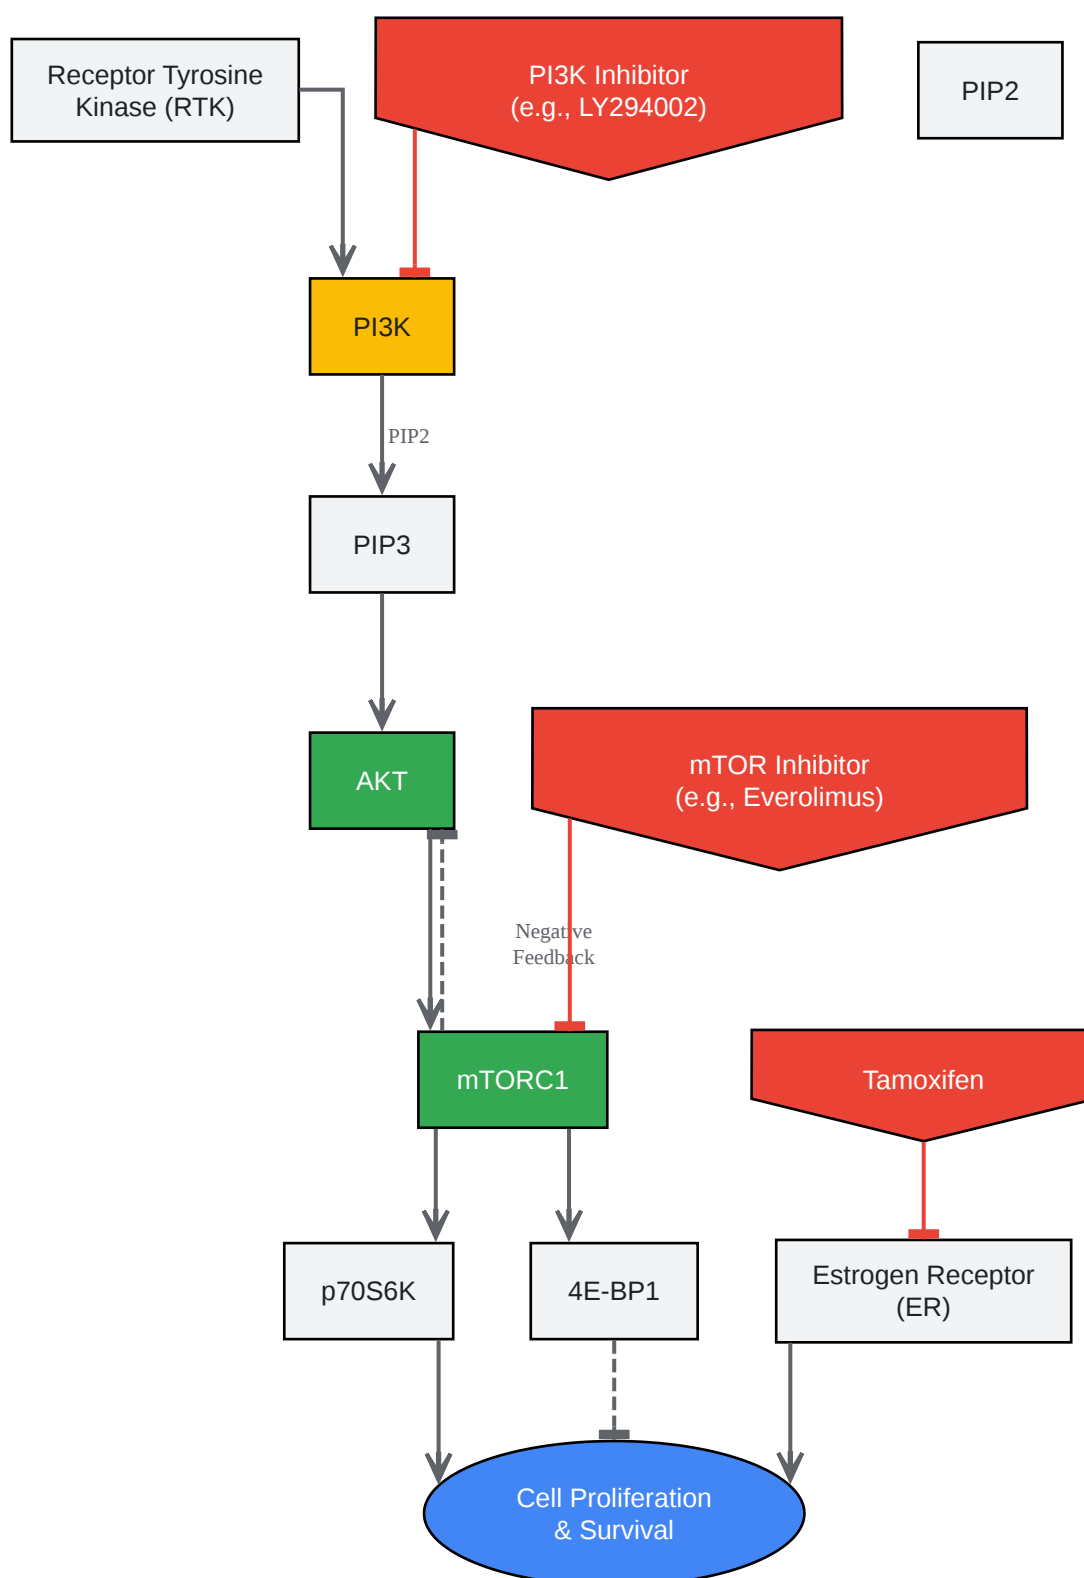 Receptor Tyrosine
Kinase (RTK)
PI3K Inhibitor
(e.g., LY294002)
PIP2
PI3K
PIP2
PIP3
AKT
mTOR Inhibitor
(e.g., Everolimus)
Negative
Feedback
mTORC1
Tamoxifen
p70S6K
4E-BP1
Estrogen Receptor
(ER)
Cell Proliferation
& Survival